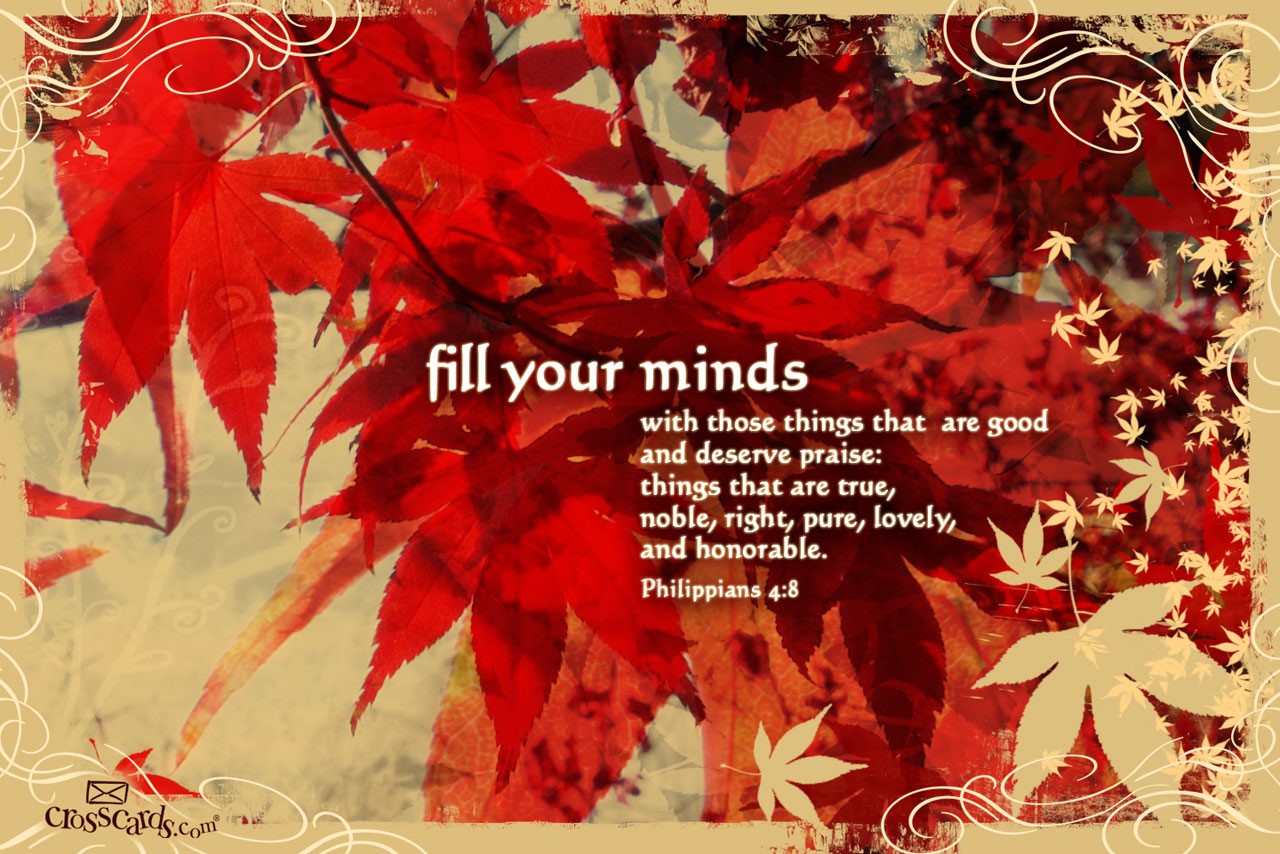 fill your minds
with those things that are good
and deserve praise:
things that are true,
noble, right, pure, lovely,
and honorable.
Philippians 4:8
crosscards.com®